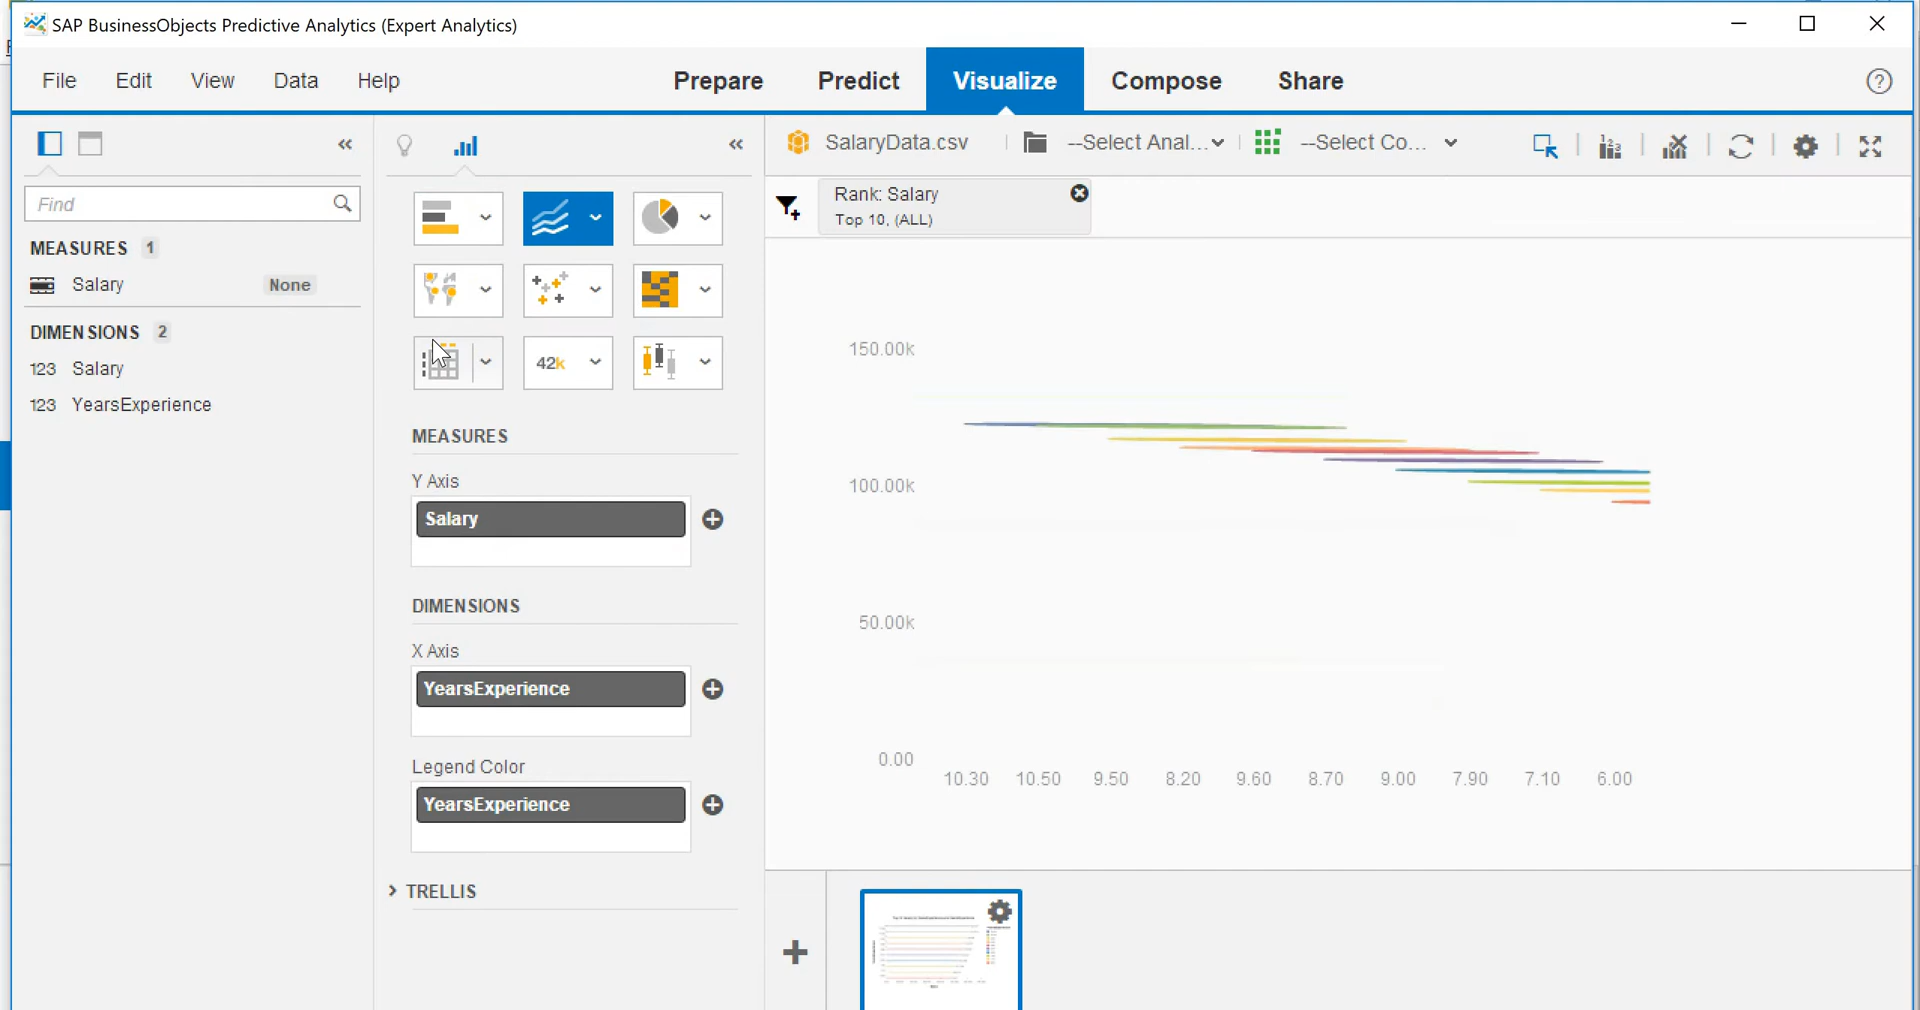 SAP BusinessObjects Predictive Analytics (Expert Analytics)
File Edit View Data Help Prepare Predict Visualize Compose Share
SalaryData.csv --Select Anal... --Select Co...
Find
MEASURES 1
Salary None
DIMENSIONS 2
123 Salary
123 YearsExperience
42k
MEASURES
Y Axis
Salary
DIMENSIONS
X Axis
YearsExperience
Legend Color
YearsExperience
TRELLIS
Rank: Salary
Top 10, (ALL)
150.00k
100.00k
50.00k
0.00
10.30 10.50 9.50 8.20 9.60 8.70 9.00 7.90 7.10 6.00